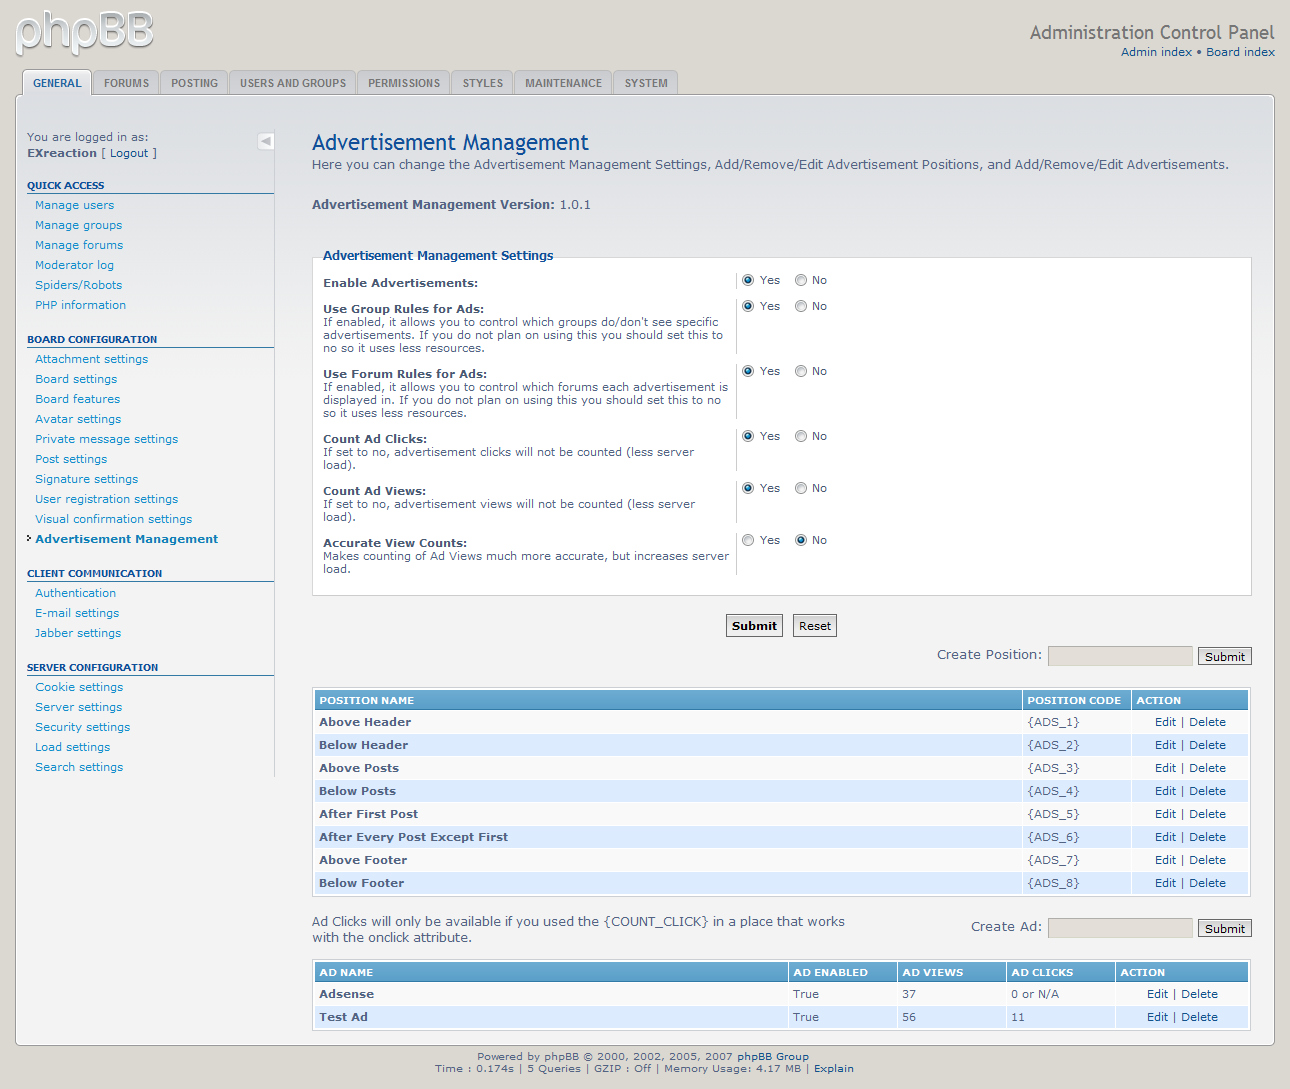 phpBB
Administration Control Panel
Admin index • Board index
GENERAL
FORUMS
POSTING
USERS AND GROUPS
PERMISSIONS
STYLES
MAINTENANCE
SYSTEM
You are logged in as:
EXreaction [ Logout ]
QUICK ACCESS
Manage users
Manage groups
Manage forums
Moderator log
Spiders/Robots
PHP information
BOARD CONFIGURATION
Attachment settings
Board settings
Board features
Avatar settings
Private message settings
Post settings
Signature settings
User registration settings
Visual confirmation settings
Advertisement Management
CLIENT COMMUNICATION
Authentication
E-mail settings
Jabber settings
SERVER CONFIGURATION
Cookie settings
Server settings
Security settings
Load settings
Search settings
Advertisement Management
Here you can change the Advertisement Management Settings, Add/Remove/Edit Advertisement Positions, and Add/Remove/Edit Advertisements.
Advertisement Management Version: 1.0.1
Advertisement Management Settings
Enable Advertisements: Yes No
Use Group Rules for Ads: Yes No
If enabled, it allows you to control which groups do/don't see specific
advertisements. If you do not plan on using this you should set this to
no so it uses less resources.
Use Forum Rules for Ads: Yes No
If enabled, it allows you to control which forums each advertisement is
displayed in. If you do not plan on using this you should set this to no
so it uses less resources.
Count Ad Clicks: Yes No
If set to no, advertisement clicks will not be counted (less server
load).
Count Ad Views: Yes No
If set to no, advertisement views will not be counted (less server
load).
Accurate View Counts: Yes No
Makes counting of Ad Views much more accurate, but increases server
load.
Submit Reset
Create Position: Submit
POSITION NAME POSITION CODE ACTION
Above Header {ADS_1} Edit | Delete
Below Header {ADS_2} Edit | Delete
Above Posts {ADS_3} Edit | Delete
Below Posts {ADS_4} Edit | Delete
After First Post {ADS_5} Edit | Delete
After Every Post Except First {ADS_6} Edit | Delete
Above Footer {ADS_7} Edit | Delete
Below Footer {ADS_8} Edit | Delete
Ad Clicks will only be available if you used the {COUNT_CLICK} in a place that works
with the onclick attribute.
Create Ad: Submit
AD NAME AD ENABLED AD VIEWS AD CLICKS ACTION
Adsense True 37 0 or N/A Edit | Delete
Test Ad True 56 11 Edit | Delete
Powered by phpBB © 2000, 2002, 2005, 2007 phpBB Group
Time : 0.174s | 5 Queries | GZIP : Off | Memory Usage: 4.17 MB | Explain